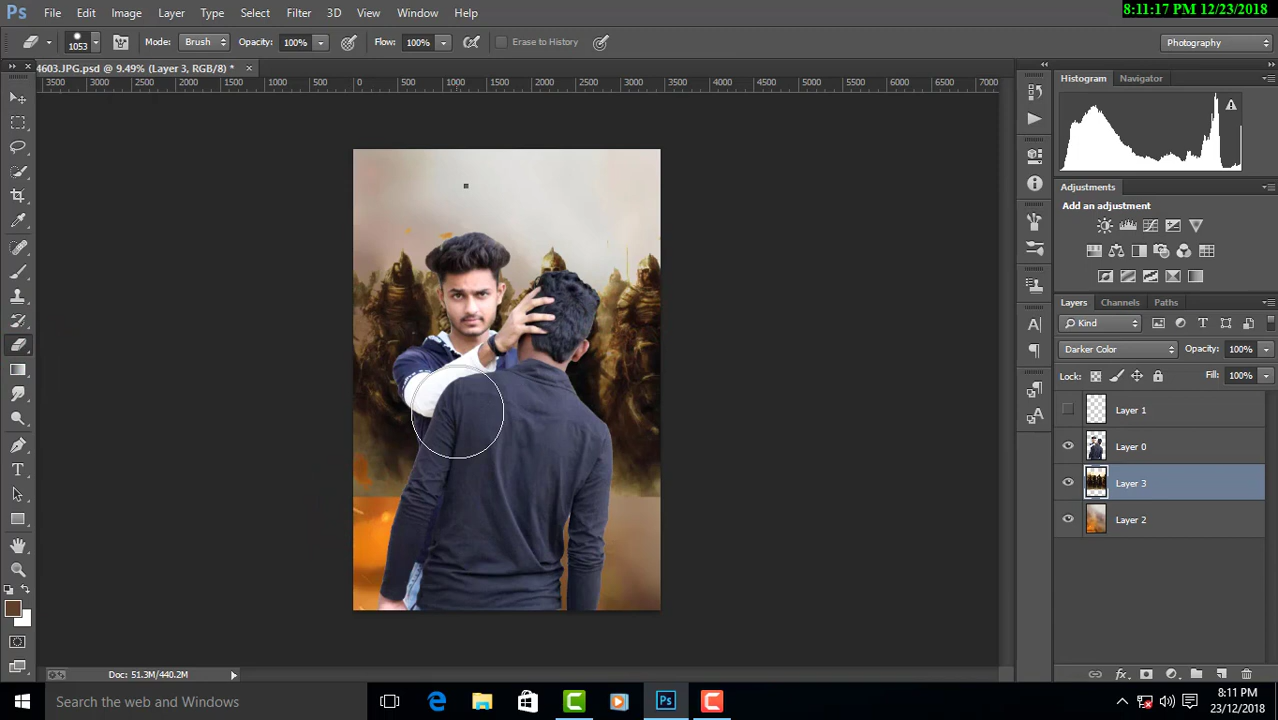 8:11:17 PM 12/23/2018
Ps File Edit Image Layer Type Select Filter 3D View Window Help
1053 Mode: Brush Opacity: 100% Flow: 100% Erase to History Photography
4603.JPG.psd @ 9.49% (Layer 3, RGB/8) *
3500 3000 2500 2000 1500 1000 500 0 500 1000 1500 2000 2500 3000 3500 4000 4500 5000 5500 6000 6500 7000
Histogram Navigator
Adjustments
Add an adjustment
Layers Channels Paths
Kind
Darker Color Opacity: 100%
Lock: Fill: 100%
Layer 1
Layer 0
Layer 3
Layer 2
Doc: 51.3M/440.2M
Search the web and Windows
Ps
8:11 PM
23/12/2018